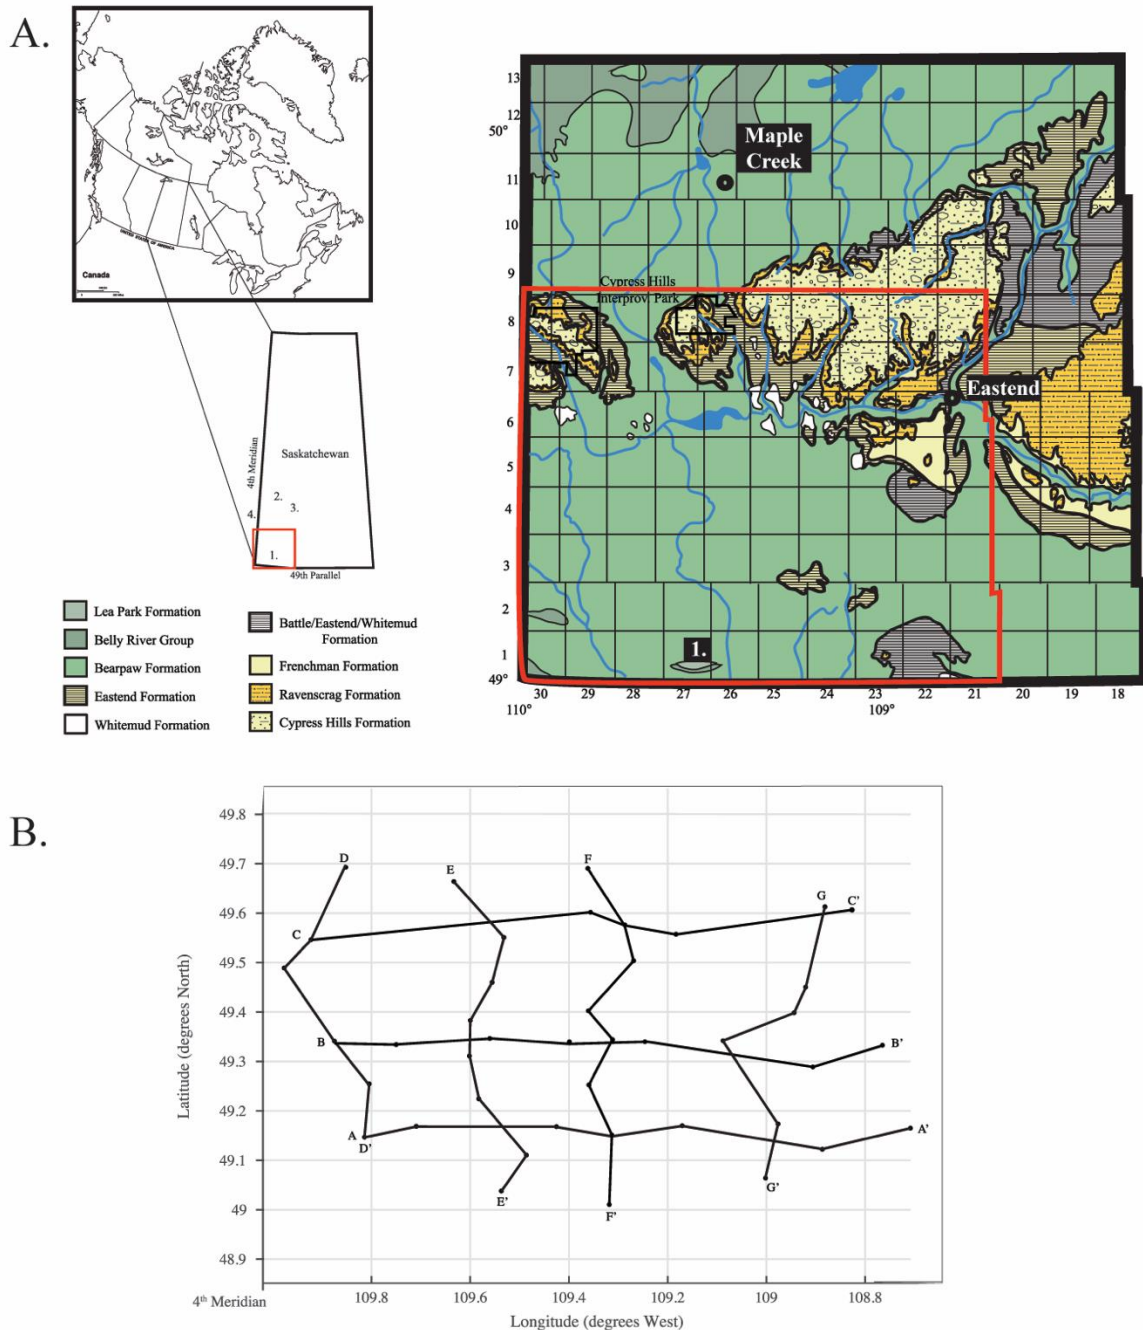 A.
UNITED STATES OF AMERICA
Canada
4th Meridian
Saskatchewan
2.
3.
4.
1.
49th Parallel
Lea Park Formation
Belly River Group
Bearpaw Formation
Eastend Formation
Whitemud Formation
Battle/Eastend/Whitemud
Formation
Frenchman Formation
Ravenscrag Formation
Cypress Hills Formation
13
12
50°
11
10
9
8
7
6
5
4
3
2
1
49°
Maple
Creek
Cypress Hills
Interprov. Park
Eastend
1.
30 29 28 27 26 25 24 23 22 21 20 19 18
110° 109°
B.
49.8
49.7
49.6
49.5
49.4
49.3
49.2
49.1
49
48.9
Latitude (degrees North)
D
E
F
G
C'
C
B
B'
A
D'
A'
E'
F'
G'
4th Meridian
109.8 109.6 109.4 109.2 109 108.8
Longitude (degrees West)